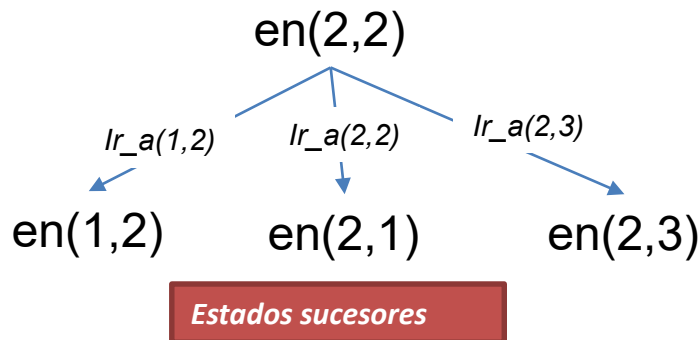 en(2,2)
Ir_a(1,2)
Ir_a(2,2)
Ir_a(2,3)
en(1,2)
en(2,1)
en(2,3)
Estados sucesores